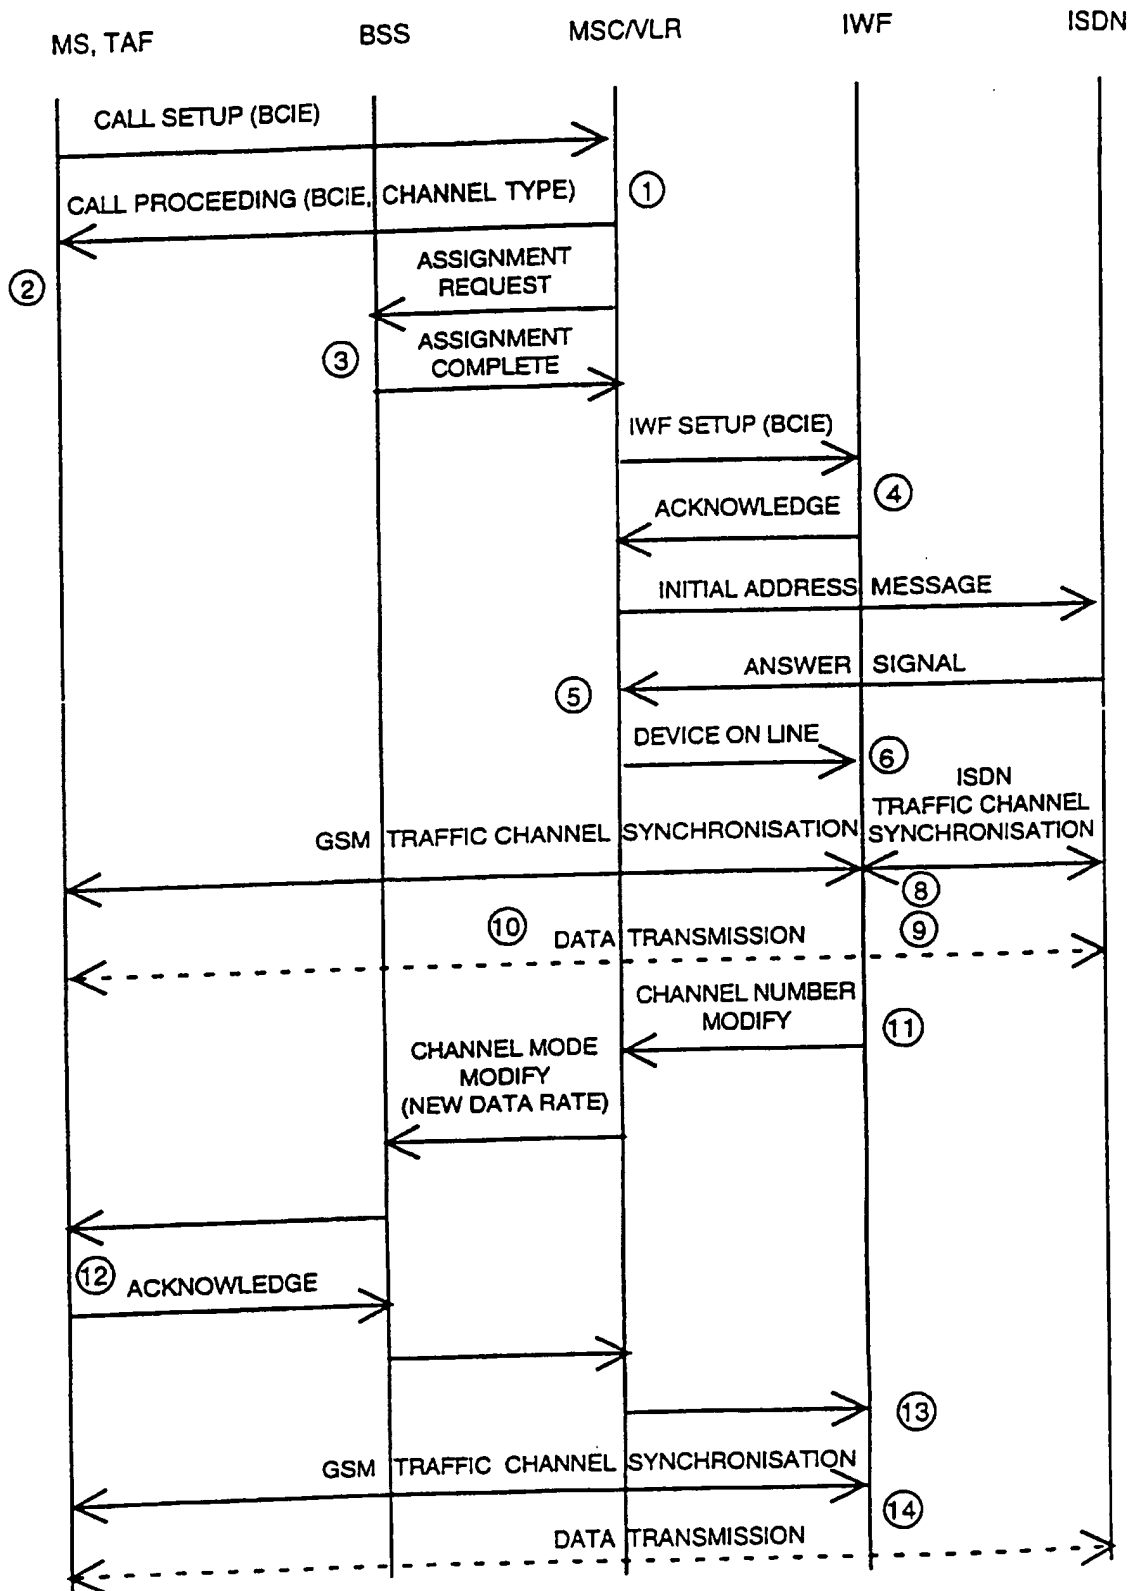 MS, TAF
BSS
MSC/VLR
IWF
ISDN
CALL SETUP (BCIE)
CALL PROCEEDING (BCIE, CHANNEL TYPE)
1
2
ASSIGNMENT
REQUEST
3
ASSIGNMENT
COMPLETE
IWF SETUP (BCIE)
4
ACKNOWLEDGE
INITIAL ADDRESS MESSAGE
ANSWER SIGNAL
5
DEVICE ON LINE
6
ISDN
TRAFFIC CHANNEL
SYNCHRONISATION
GSM TRAFFIC CHANNEL SYNCHRONISATION
8
10
DATA TRANSMISSION
9
CHANNEL NUMBER
MODIFY
11
CHANNEL MODE
MODIFY
(NEW DATA RATE)
12
ACKNOWLEDGE
13
GSM TRAFFIC CHANNEL SYNCHRONISATION
14
DATA TRANSMISSION